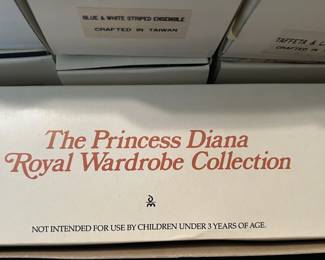 BLUE & WHITE STRIPED ENSEMBLE
CRAFTED IN TAIWAN
TAFFETA &
CRAFTED IN
The Princess Diana
Royal Wardrobe Collection
NOT INTENDED FOR USE BY CHILDREN UNDER 3 YEARS OF AGE.